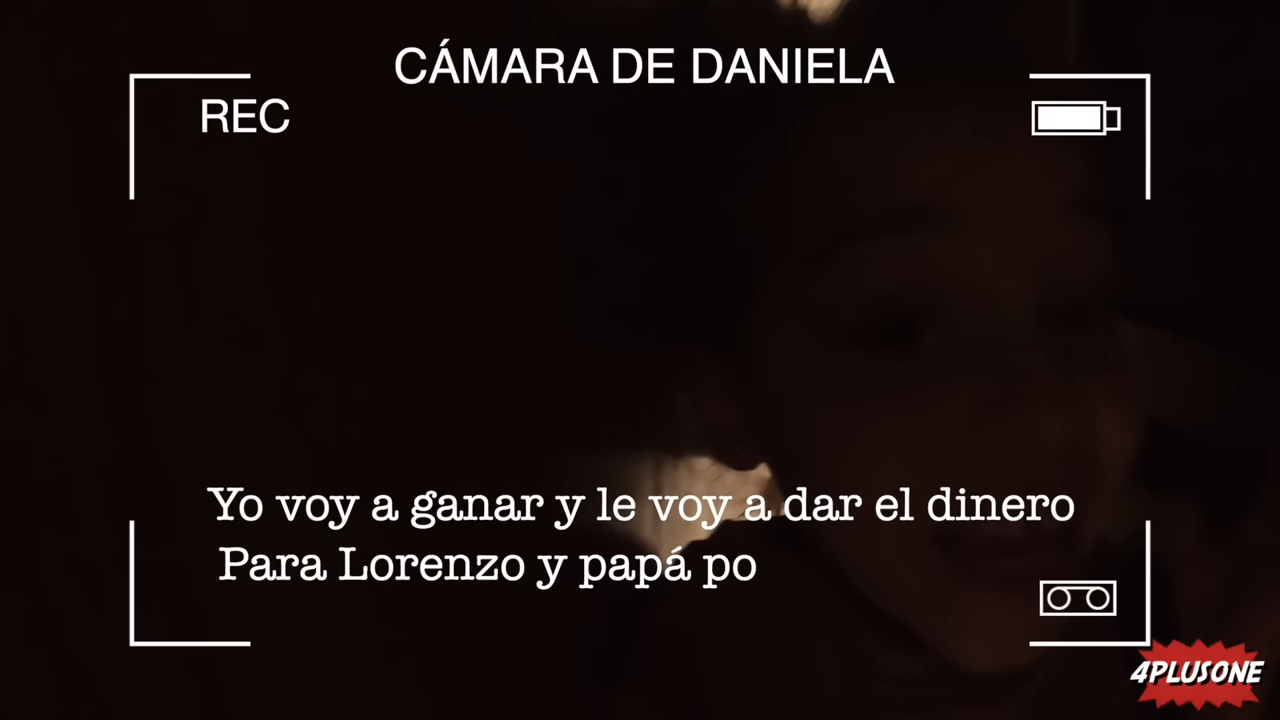 CÁMARA DE DANIELA
REC
Yo voy a ganar y le voy a dar el dinero
Para Lorenzo y papá po
4PLUSONE